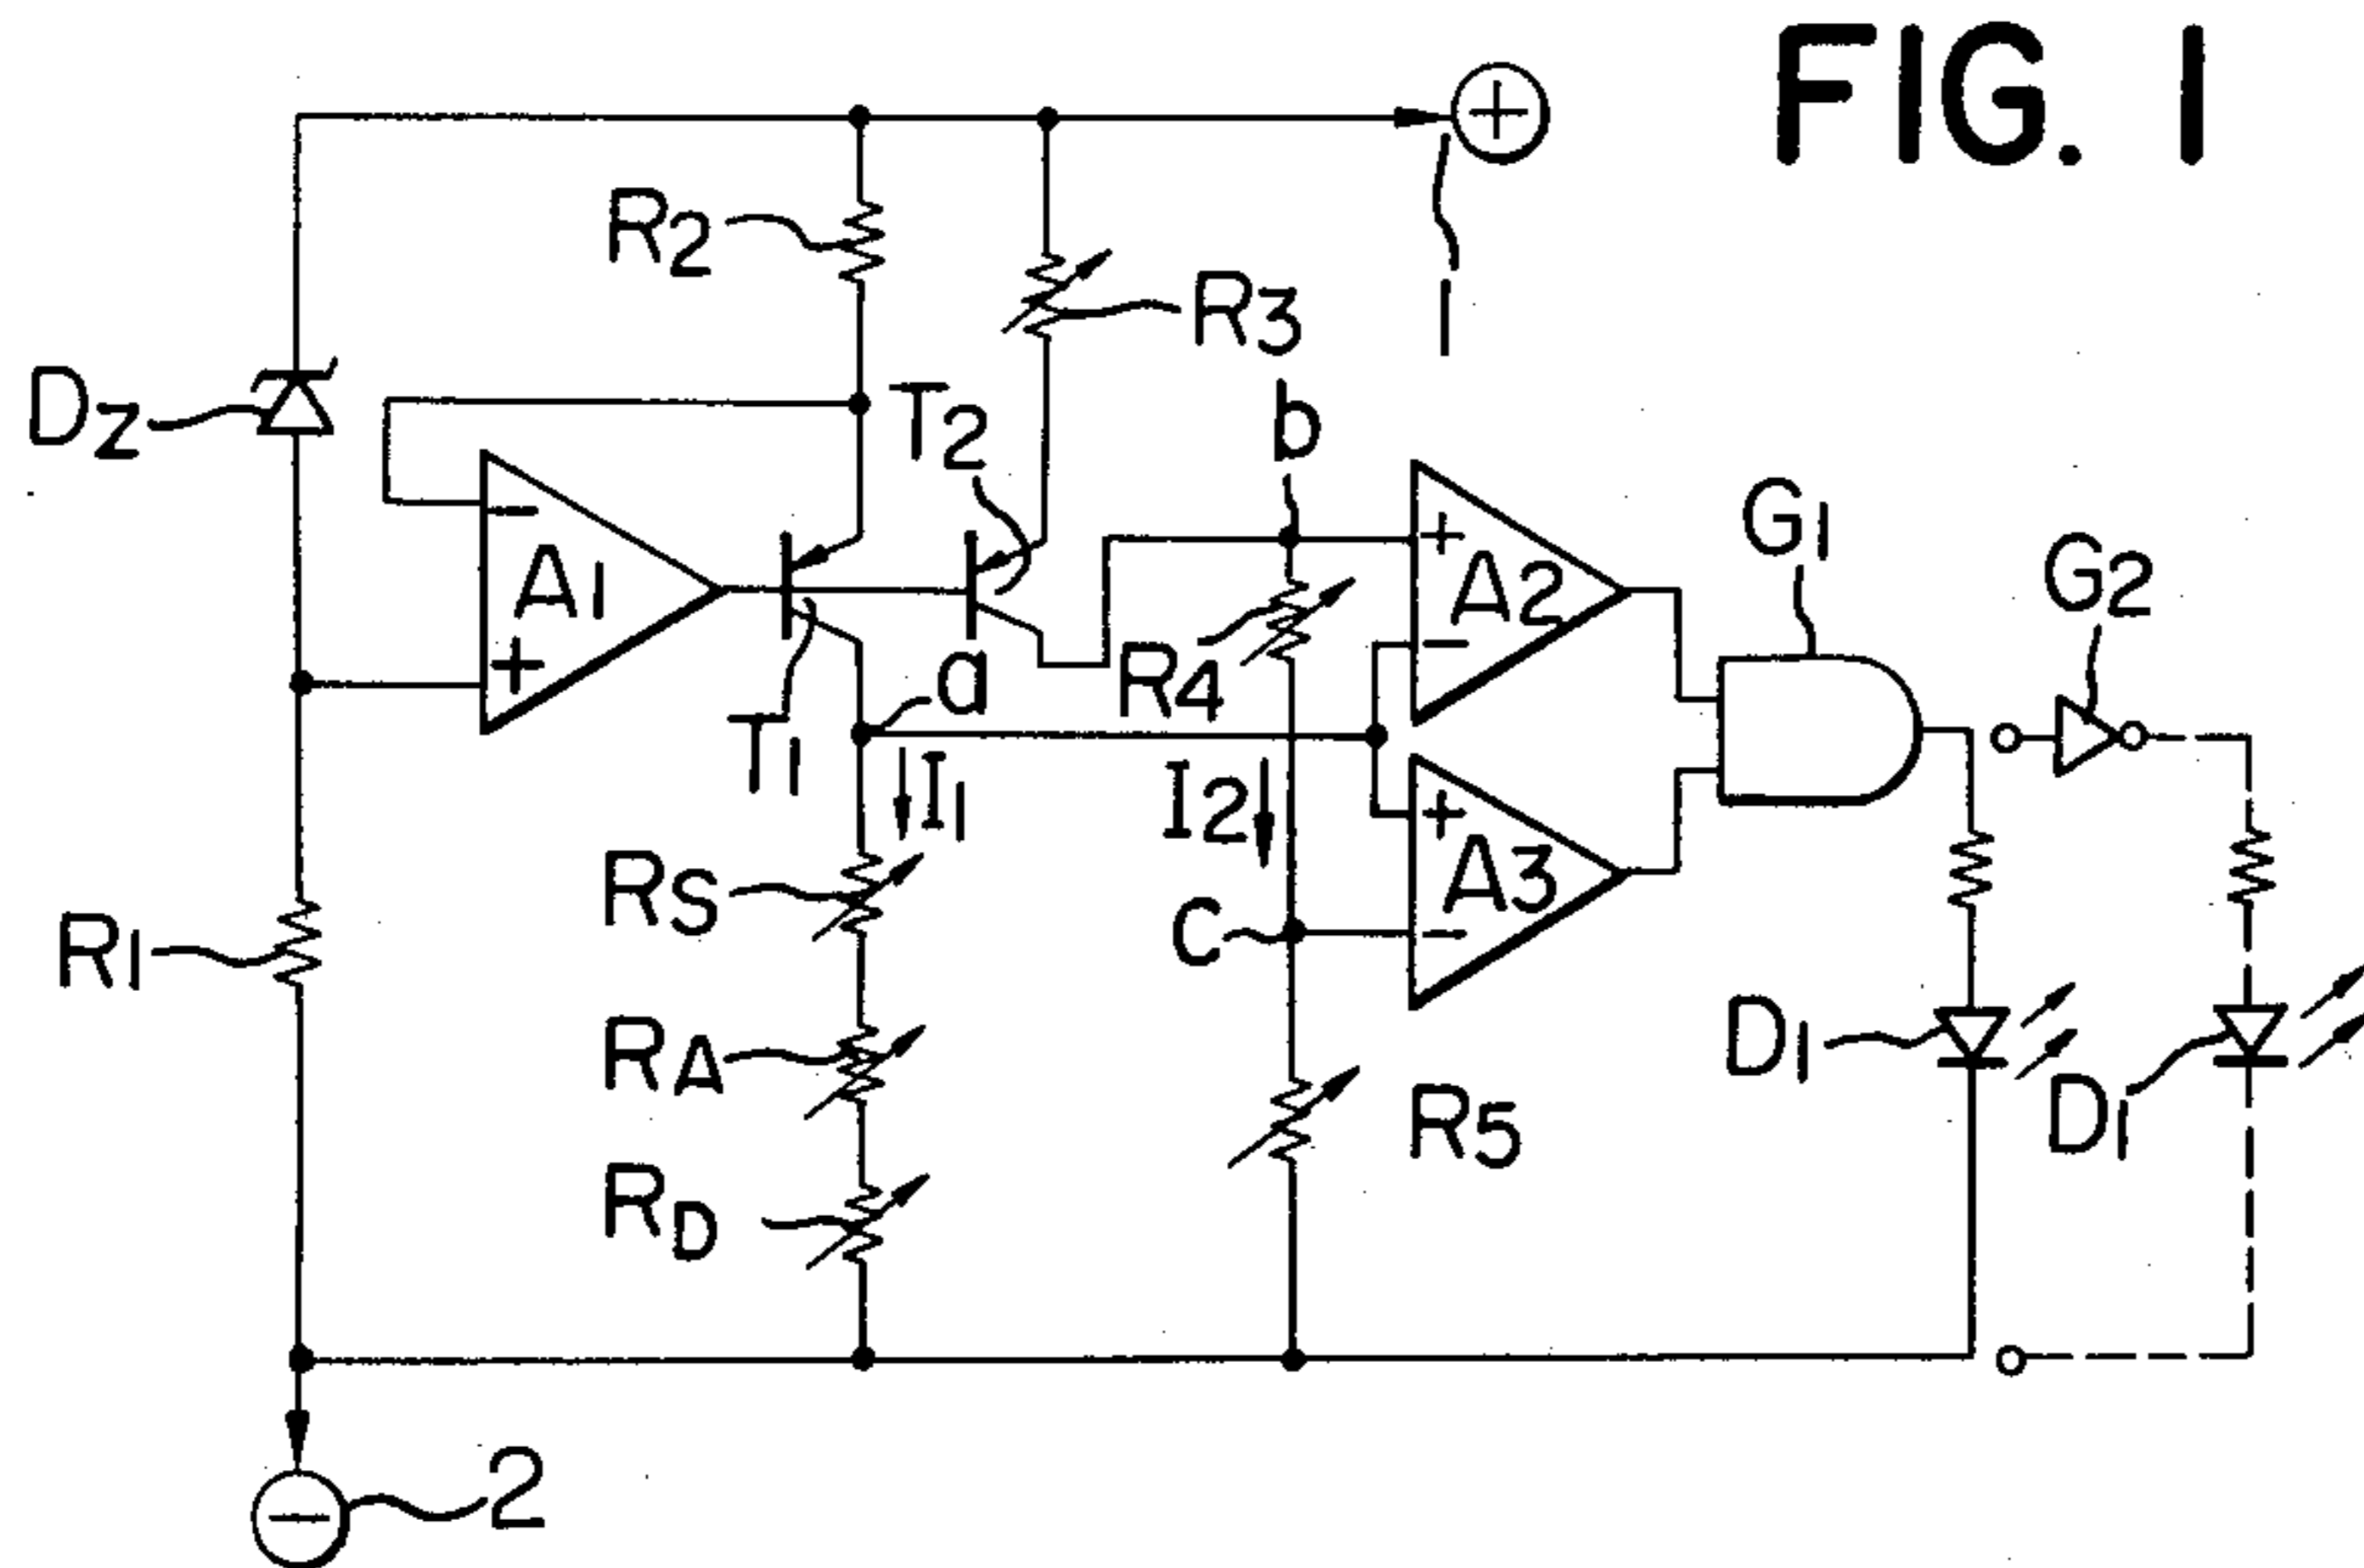 FIG. 1
+
1
R2
R3
DZ
T2
b
−
A1
+
+
A2
−
G1
G2
R4
a
T1
I1
I2
RS
+
A3
−
C
R1
RA
D1
D1
R5
RD
2
−